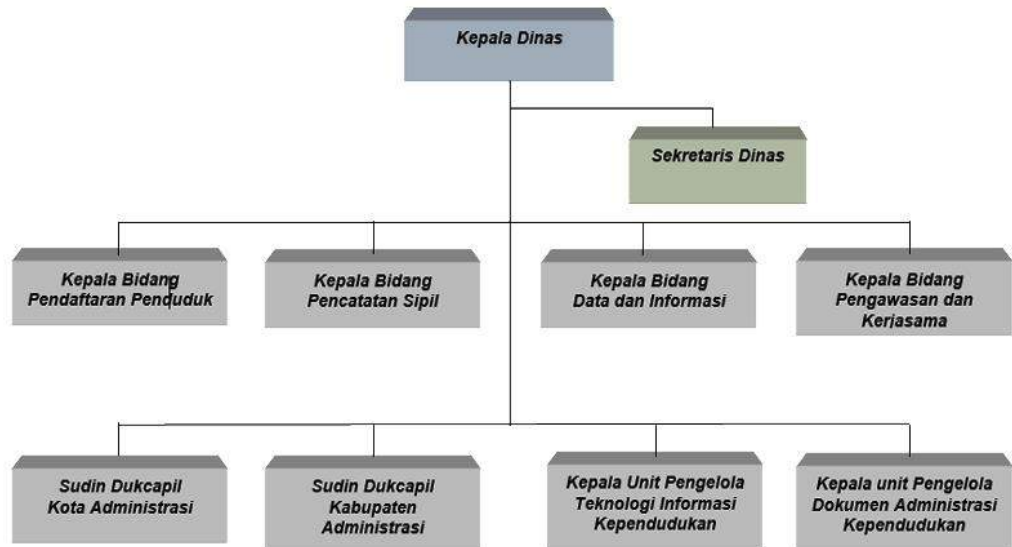 Kepala Dinas
Sekretaris Dinas
Kepala Bidang
Pendaftaran Penduduk
Kepala Bidang
Pencatatan Sipil
Kepala Bidang
Data dan Informasi
Kepala Bidang
Pengawasan dan
Kerjasama
Sudin Dukcapil
Kota Administrasi
Sudin Dukcapil
Kabupaten
Administrasi
Kepala Unit Pengelola
Teknologi Informasi
Kependudukan
Kepala unit Pengelola
Dokumen Administrasi
Kependudukan